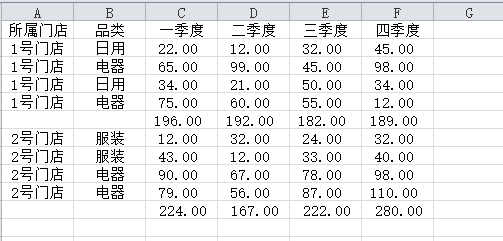 A B C D E F G
所属门店 品类 一季度 二季度 三季度 四季度
1号门店 日用 22.00 12.00 32.00 45.00
1号门店 电器 65.00 99.00 45.00 98.00
1号门店 日用 34.00 21.00 50.00 34.00
1号门店 电器 75.00 60.00 55.00 12.00
196.00 192.00 182.00 189.00
2号门店 服装 12.00 32.00 24.00 32.00
2号门店 服装 43.00 12.00 33.00 40.00
2号门店 电器 90.00 67.00 78.00 98.00
2号门店 电器 79.00 56.00 87.00 110.00
224.00 167.00 222.00 280.00